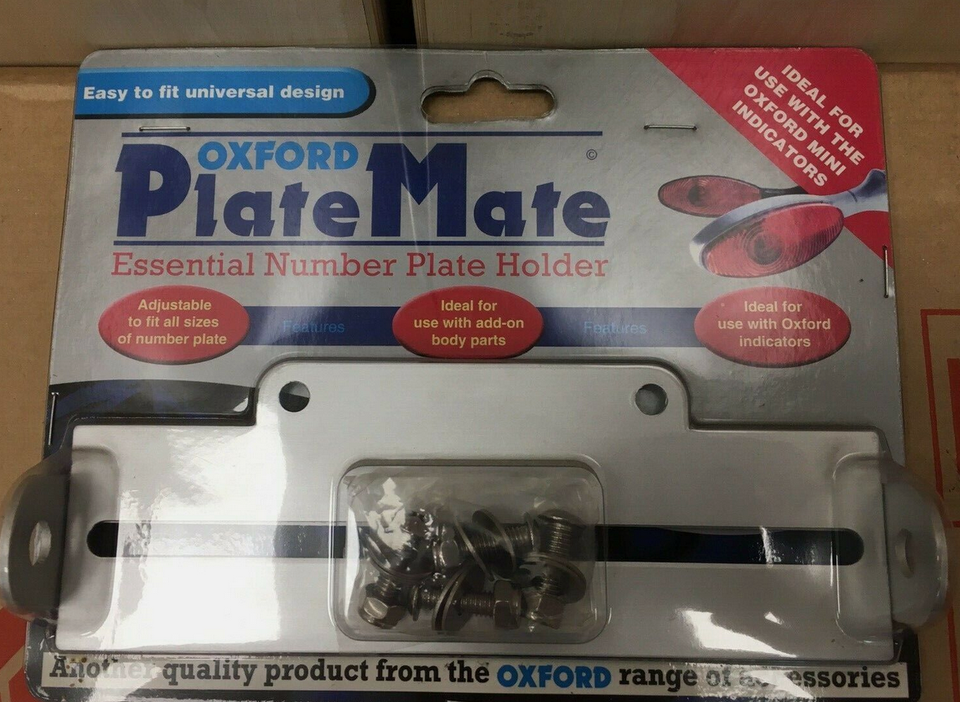 Easy to fit universal design
IDEAL FOR
USE WITH THE
OXFORD MINI
INDICATORS
OXFORD
©
PlateMate
Essential Number Plate Holder
Adjustable
to fit all sizes
of number plate
Features
Ideal for
use with add-on
body parts
Features
Ideal for
use with Oxford
indicators
Another quality product from the OXFORD range of accessories